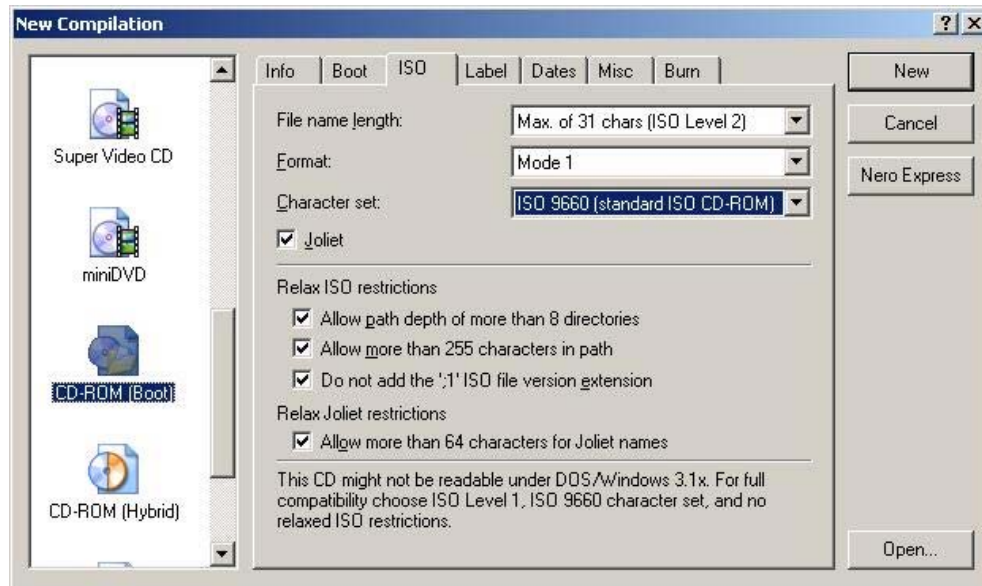 New Compilation
Super Video CD
miniDVD
CD-ROM (Boot)
CD-ROM (Hybrid)
Info
Boot
ISO
Label
Dates
Misc
Burn
File name length:
Max. of 31 chars (ISO Level 2)
Format:
Mode 1
Character set:
ISO 9660 (standard ISO CD-ROM)
Joliet
Relax ISO restrictions
Allow path depth of more than 8 directories
Allow more than 255 characters in path
Do not add the ';1' ISO file version extension
Relax Joliet restrictions
Allow more than 64 characters for Joliet names
This CD might not be readable under DOS/Windows 3.1x. For full
compatibility choose ISO Level 1, ISO 9660 character set, and no
relaxed ISO restrictions.
New
Cancel
Nero Express
Open...